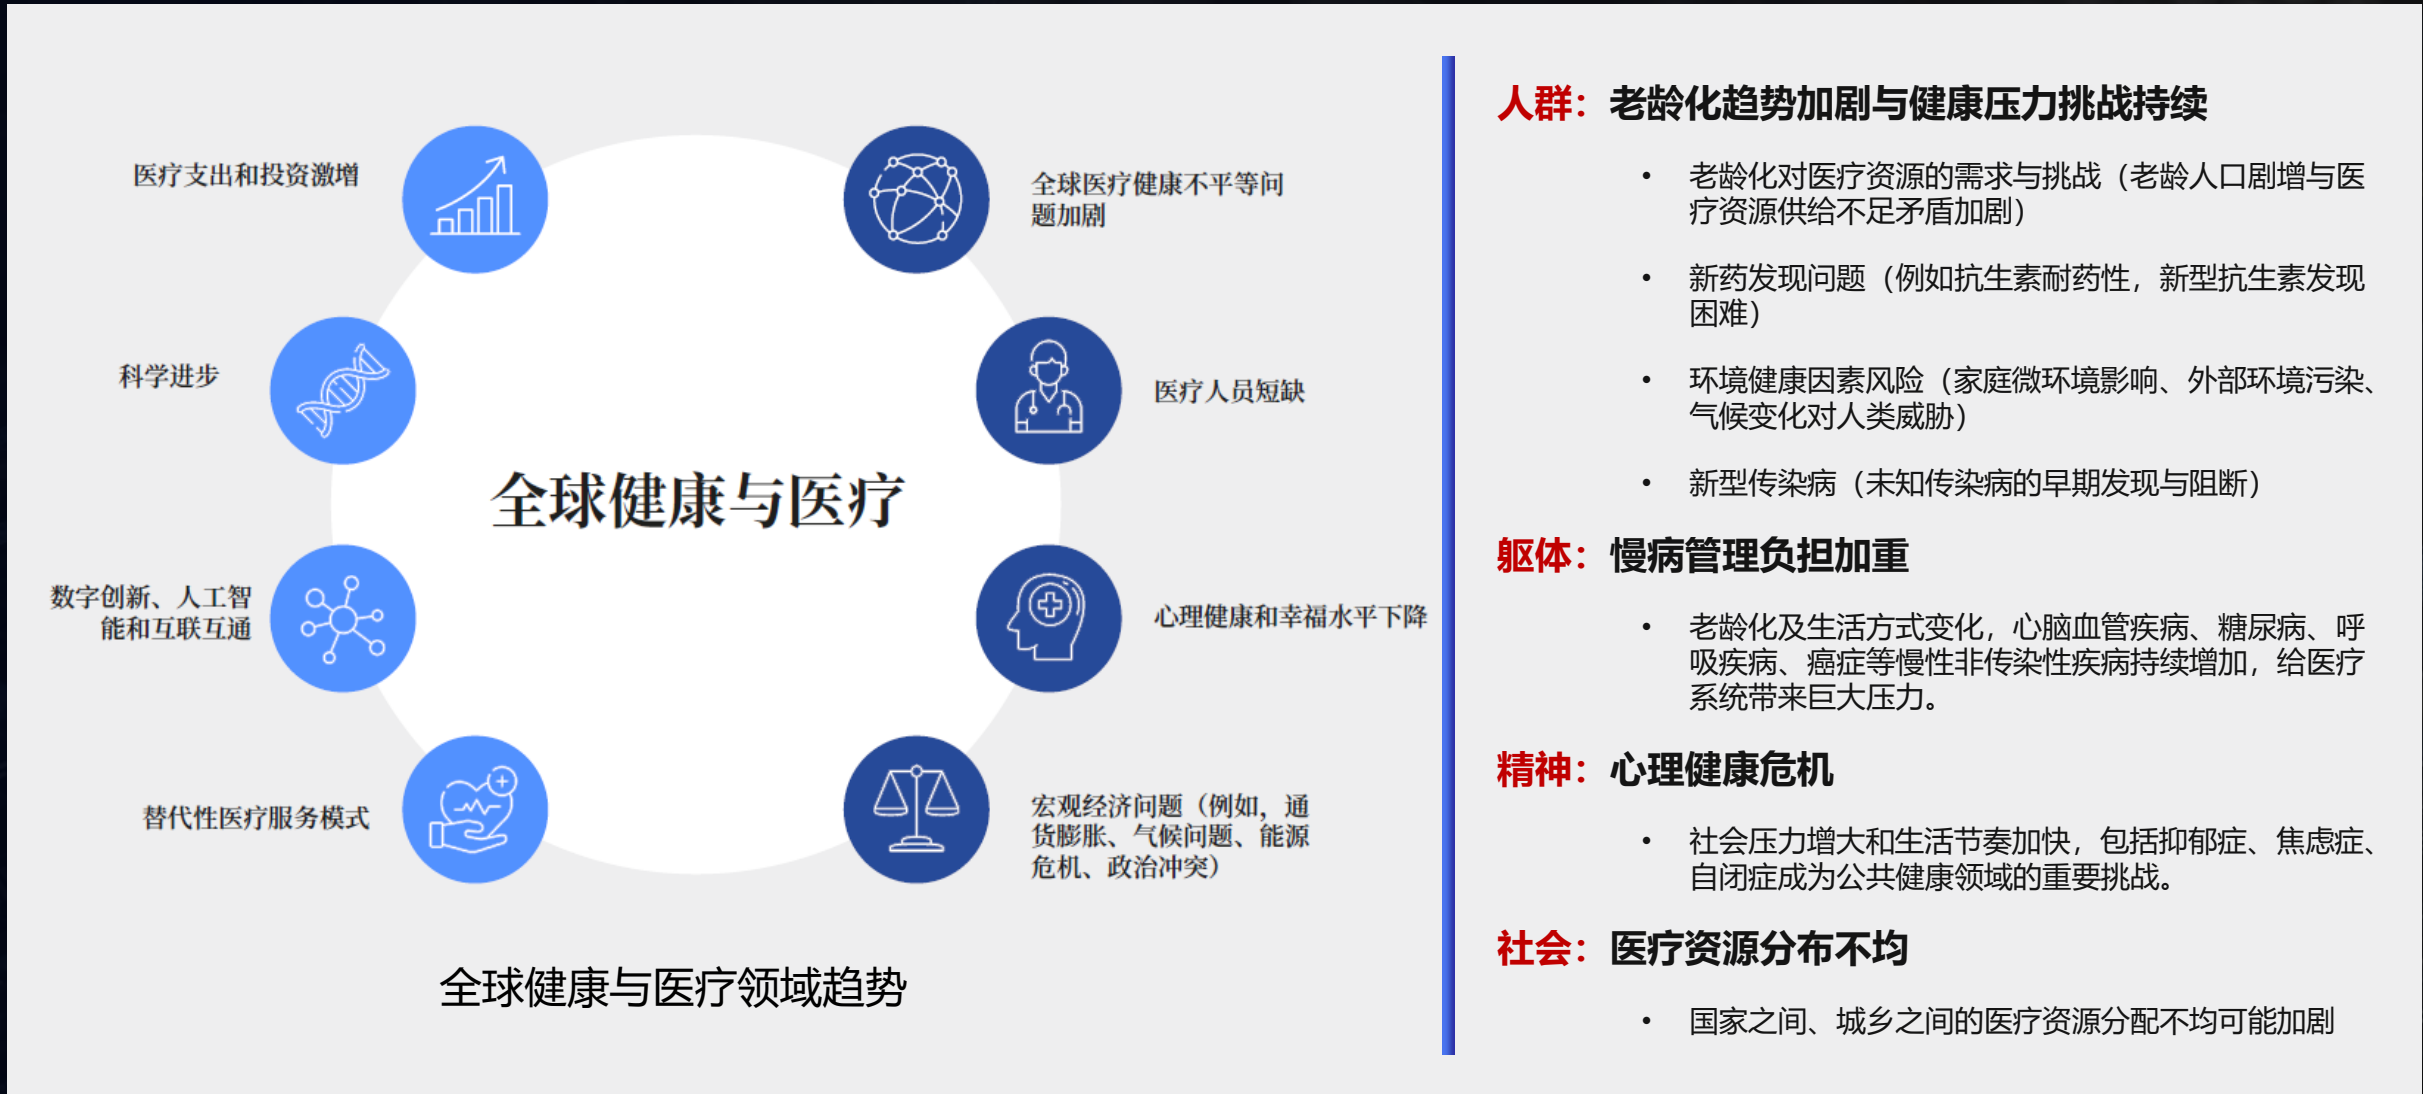 医疗支出和投资激增
全球医疗健康不平等问
题加剧
科学进步
医疗人员短缺
全球健康与医疗
数字创新、人工智
能和互联互通
心理健康和幸福水平下降
替代性医疗服务模式
宏观经济问题（例如，通
货膨胀、气候问题、能源
危机、政治冲突）
全球健康与医疗领域趋势
人群：老龄化趋势加剧与健康压力挑战持续
• 老龄化对医疗资源的需求与挑战（老龄人口剧增与医
疗资源供给不足矛盾加剧）
• 新药发现问题（例如抗生素耐药性，新型抗生素发现
困难）
• 环境健康因素风险（家庭微环境影响、外部环境污染、
气候变化对人类威胁）
• 新型传染病（未知传染病的早期发现与阻断）
躯体：慢病管理负担加重
• 老龄化及生活方式变化，心脑血管疾病、糖尿病、呼
吸疾病、癌症等慢性非传染性疾病持续增加，给医疗
系统带来巨大压力。
精神：心理健康危机
• 社会压力增大和生活节奏加快，包括抑郁症、焦虑症、
自闭症成为公共健康领域的重要挑战。
社会：医疗资源分布不均
• 国家之间、城乡之间的医疗资源分配不均可能加剧